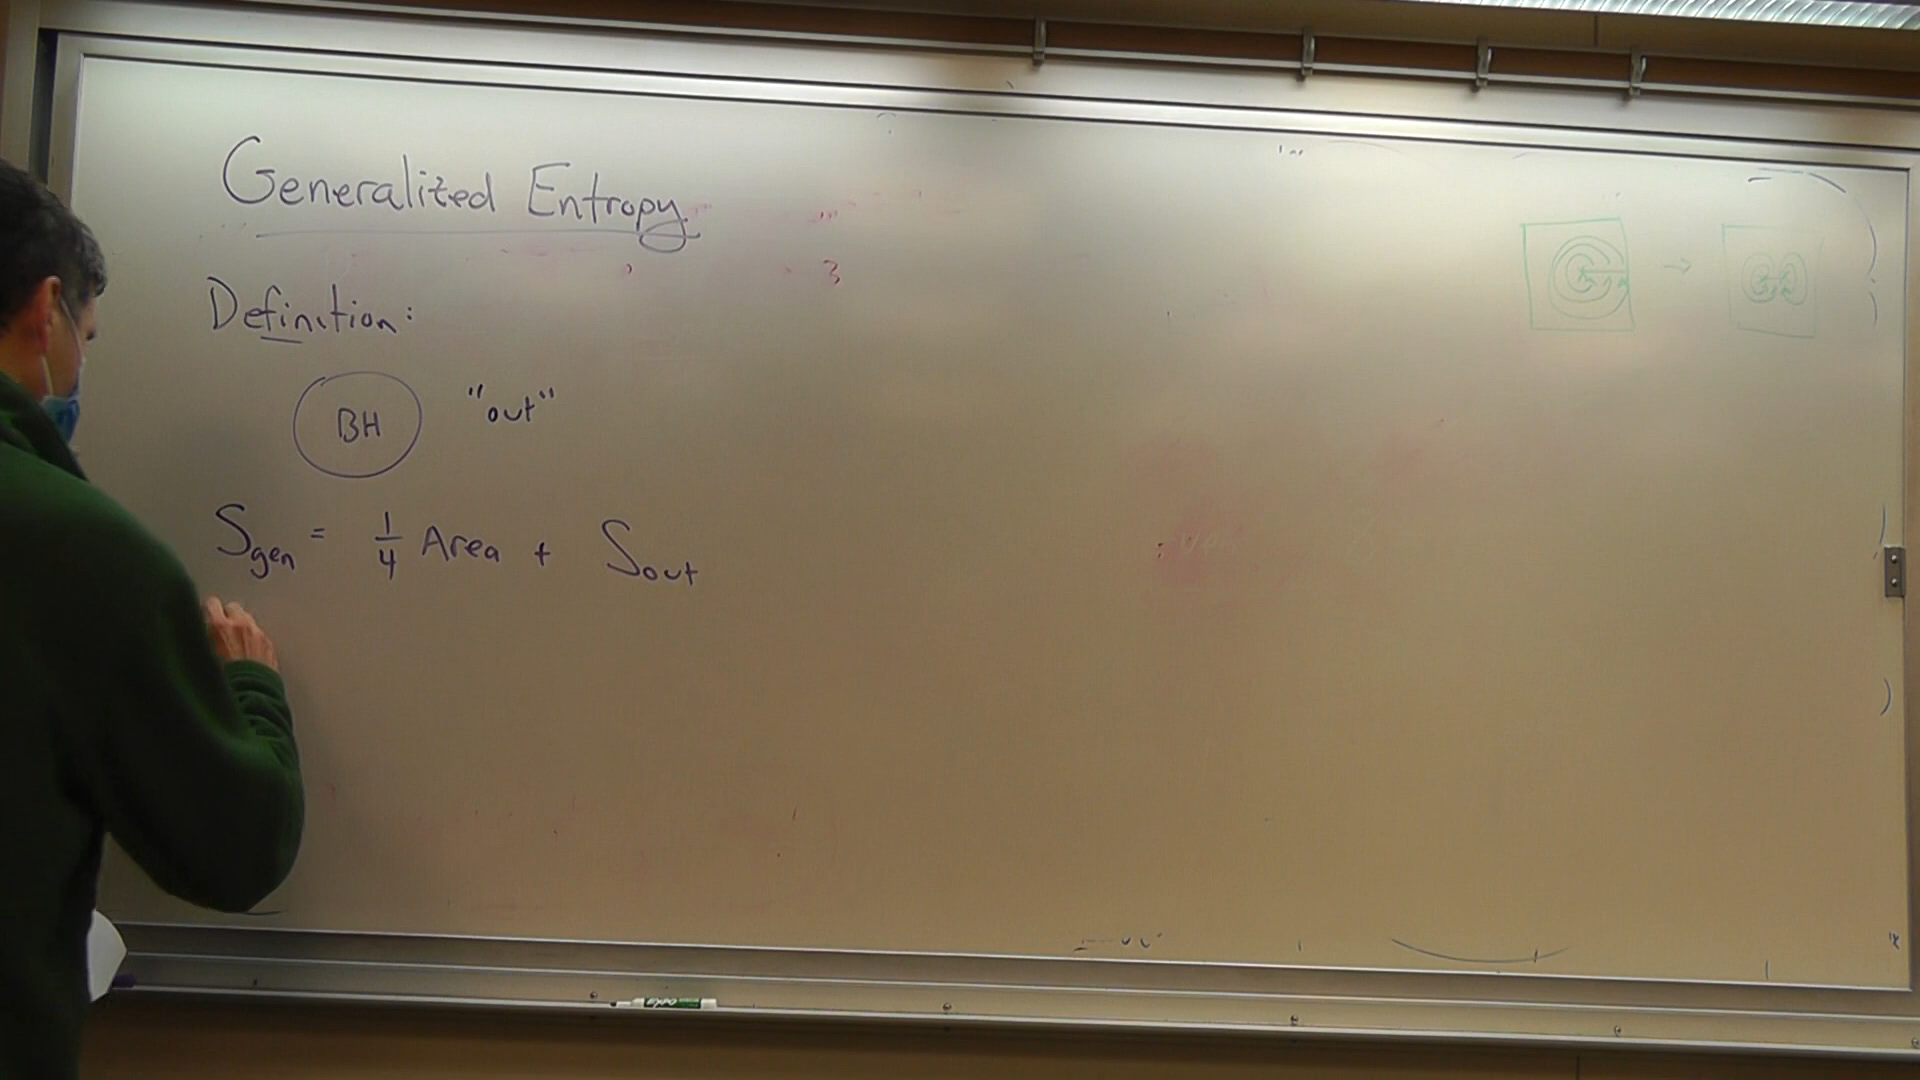 Generalized Entropy
Definition:
BH "out"
S_gen = 1/4 Area + S_out